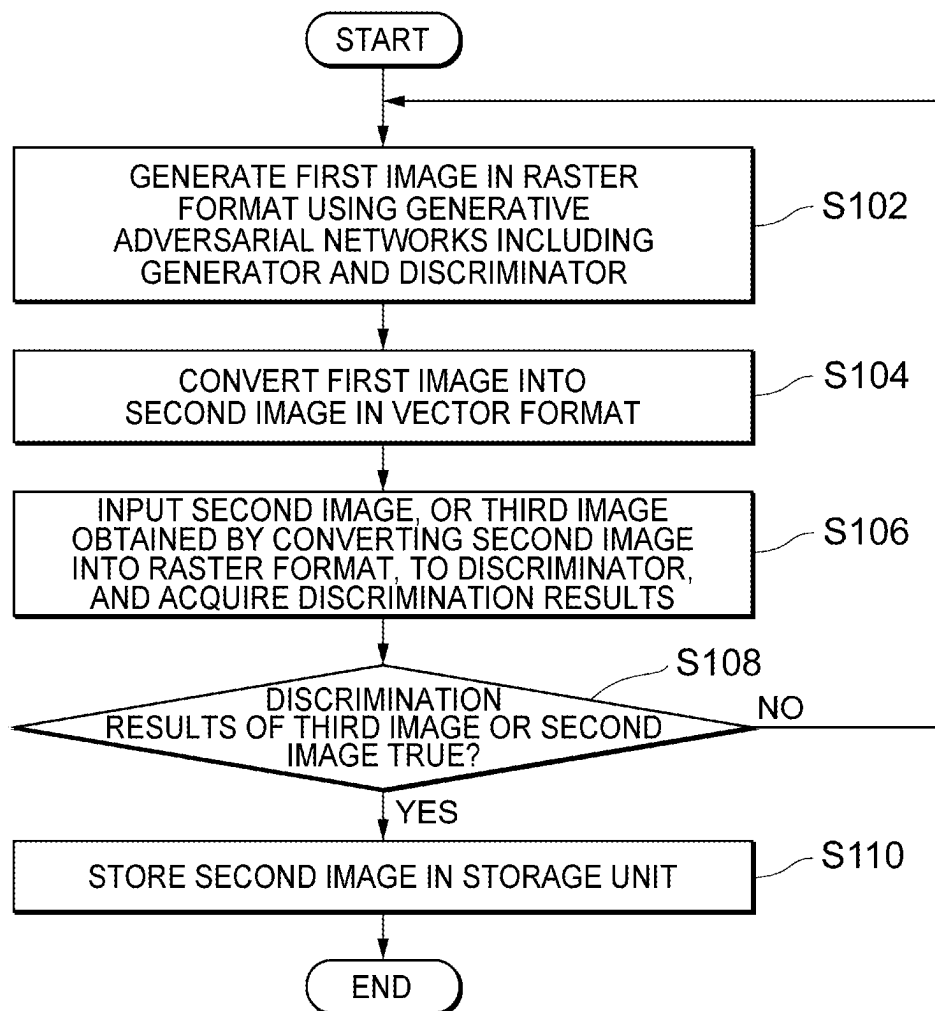 START
GENERATE FIRST IMAGE IN RASTER
FORMAT USING GENERATIVE
ADVERSARIAL NETWORKS INCLUDING
GENERATOR AND DISCRIMINATOR
S102
CONVERT FIRST IMAGE INTO
SECOND IMAGE IN VECTOR FORMAT
S104
INPUT SECOND IMAGE, OR THIRD IMAGE
OBTAINED BY CONVERTING SECOND IMAGE
INTO RASTER FORMAT, TO DISCRIMINATOR,
AND ACQUIRE DISCRIMINATION RESULTS
S106
DISCRIMINATION
RESULTS OF THIRD IMAGE OR SECOND
IMAGE TRUE?
S108
NO
YES
STORE SECOND IMAGE IN STORAGE UNIT
S110
END